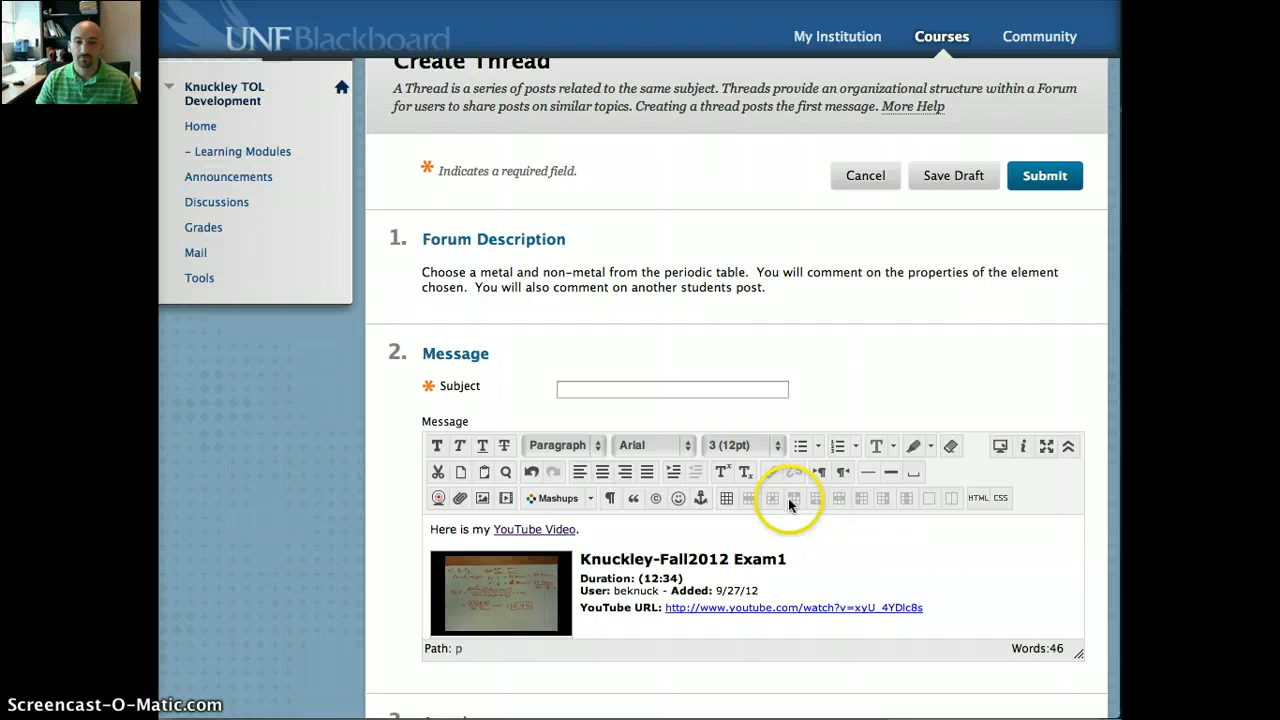 UNF Blackboard
My Institution
Courses
Community
Knuckley TOL
Development
Home
– Learning Modules
Announcements
Discussions
Grades
Mail
Tools
Create Thread
A Thread is a series of posts related to the same subject. Threads provide an organizational structure within a Forum
for users to share posts on similar topics. Creating a thread posts the first message. More Help
* Indicates a required field.
Cancel
Save Draft
Submit
1. Forum Description
Choose a metal and non-metal from the periodic table. You will comment on the properties of the element
chosen. You will also comment on another students post.
2. Message
* Subject
Message
T T T T Paragraph Arial 3 (12pt) T
Tx Tx
Mashups HTML CSS
Here is my YouTube Video.
Knuckley-Fall2012 Exam1
Duration: (12:34)
User: beknuck - Added: 9/27/12
YouTube URL: http://www.youtube.com/watch?v=xyU_4YDlc8s
Path: p
Words:46
Screencast-O-Matic.com